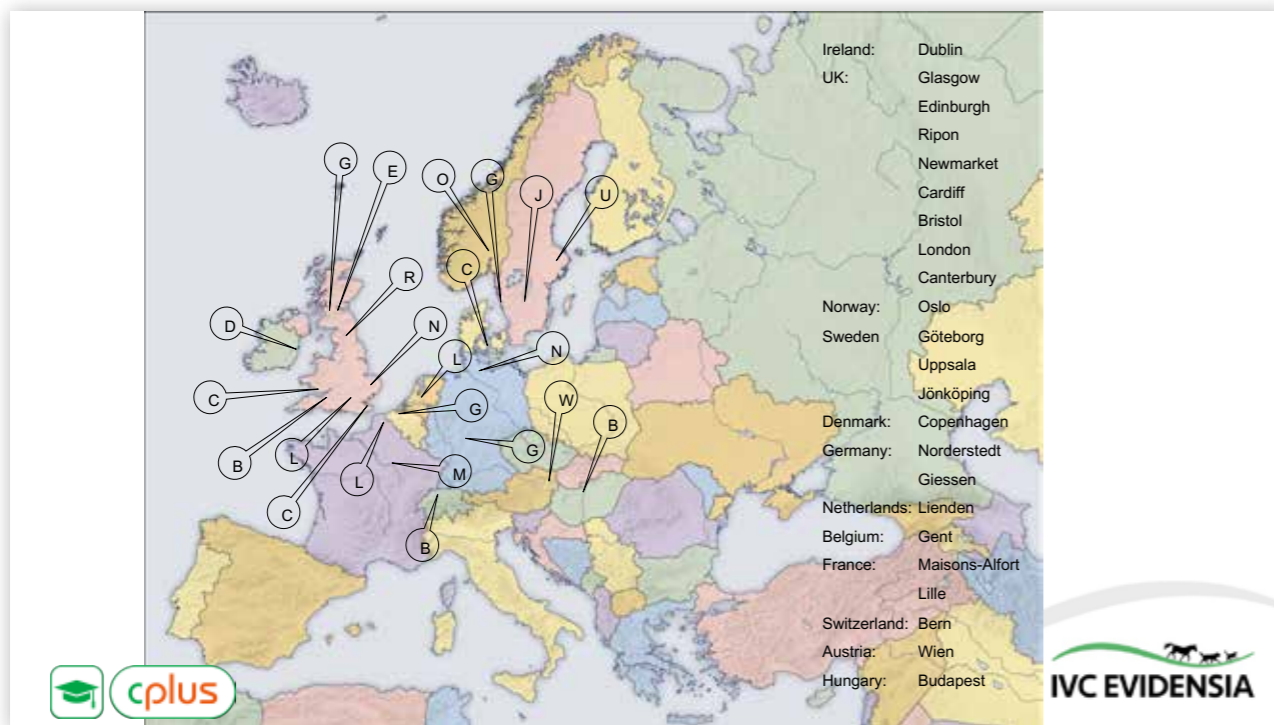 Ireland: Dublin
UK: Glasgow
Edinburgh
Ripon
Newmarket
Cardiff
Bristol
London
Canterbury
Norway: Oslo
Sweden Göteborg
Uppsala
Jönköping
Denmark: Copenhagen
Germany: Norderstedt
Giessen
Netherlands: Lienden
Belgium: Gent
France: Maisons-Alfort
Lille
Switzerland: Bern
Austria: Wien
Hungary: Budapest
G
E
O
G
J
U
C
R
D
N
L
N
C
G
W
B
B
L
L
M
G
C
B
cplus
IVC EVIDENSIA